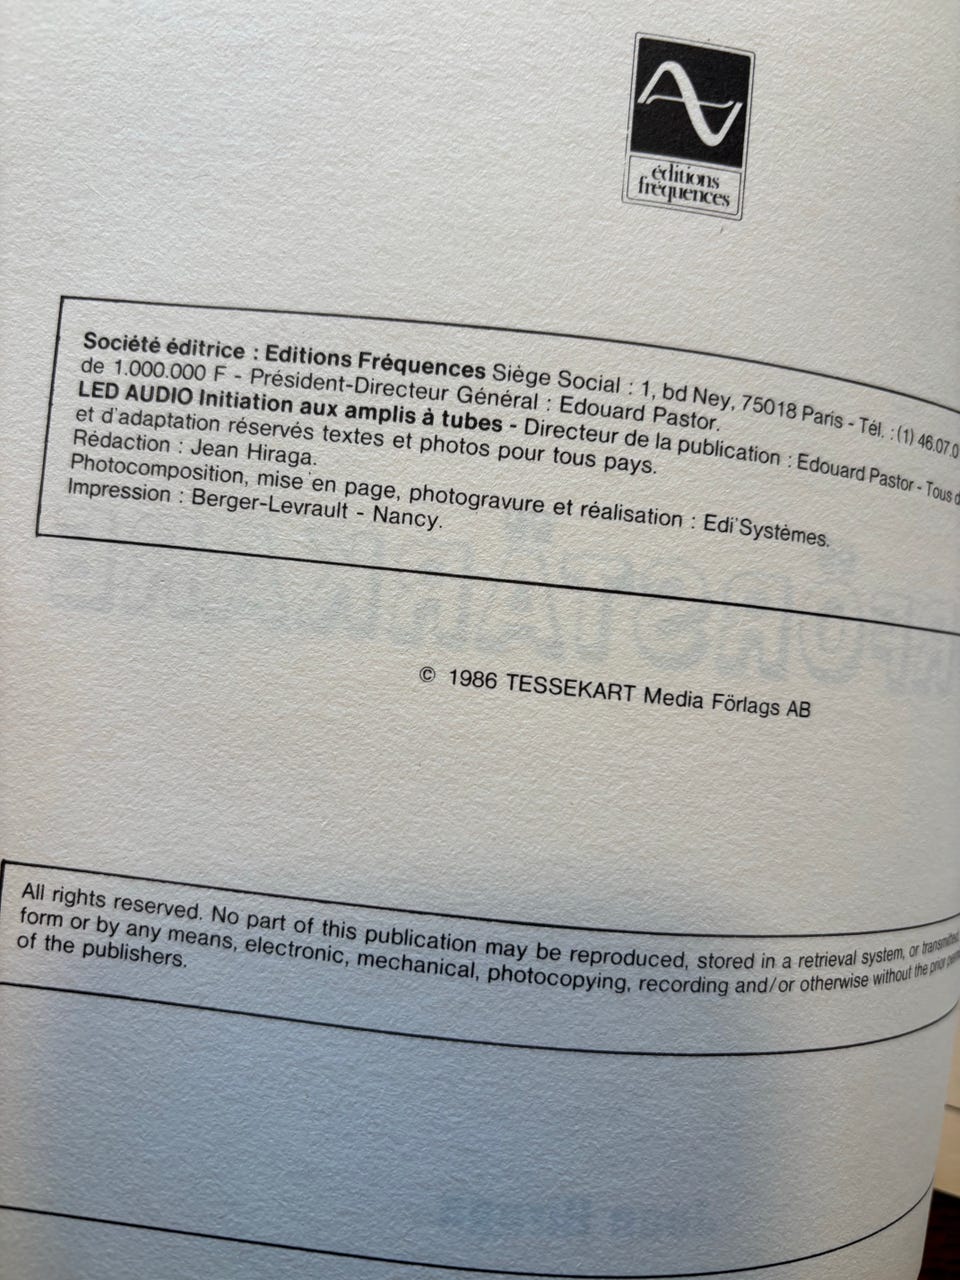 éditions
fréquences
Société éditrice : Editions Fréquences Siége Social : 1, bd Ney, 75018 Paris - Tél. : (1) 46.07.0
de 1.000.000 F - Président-Directeur Général : Edouard Pastor.
LED AUDIO Initiation aux amplis à tubes - Directeur de la publication : Edouard Pastor - Tous d
et d'adaptation réservés textes et photos pour tous pays.
Rédaction : Jean Hiraga.
Photocomposition, mise en page, photogravure et réalisation : Edi'Systèmes.
Impression : Berger-Levrault - Nancy.
© 1986 TESSEKART Media Förlags AB
All rights reserved. No part of this publication may be reproduced, stored in a retrieval system, or transmitted,
form or by any means, electronic, mechanical, photocopying, recording and/or otherwise without the prior
of the publishers.